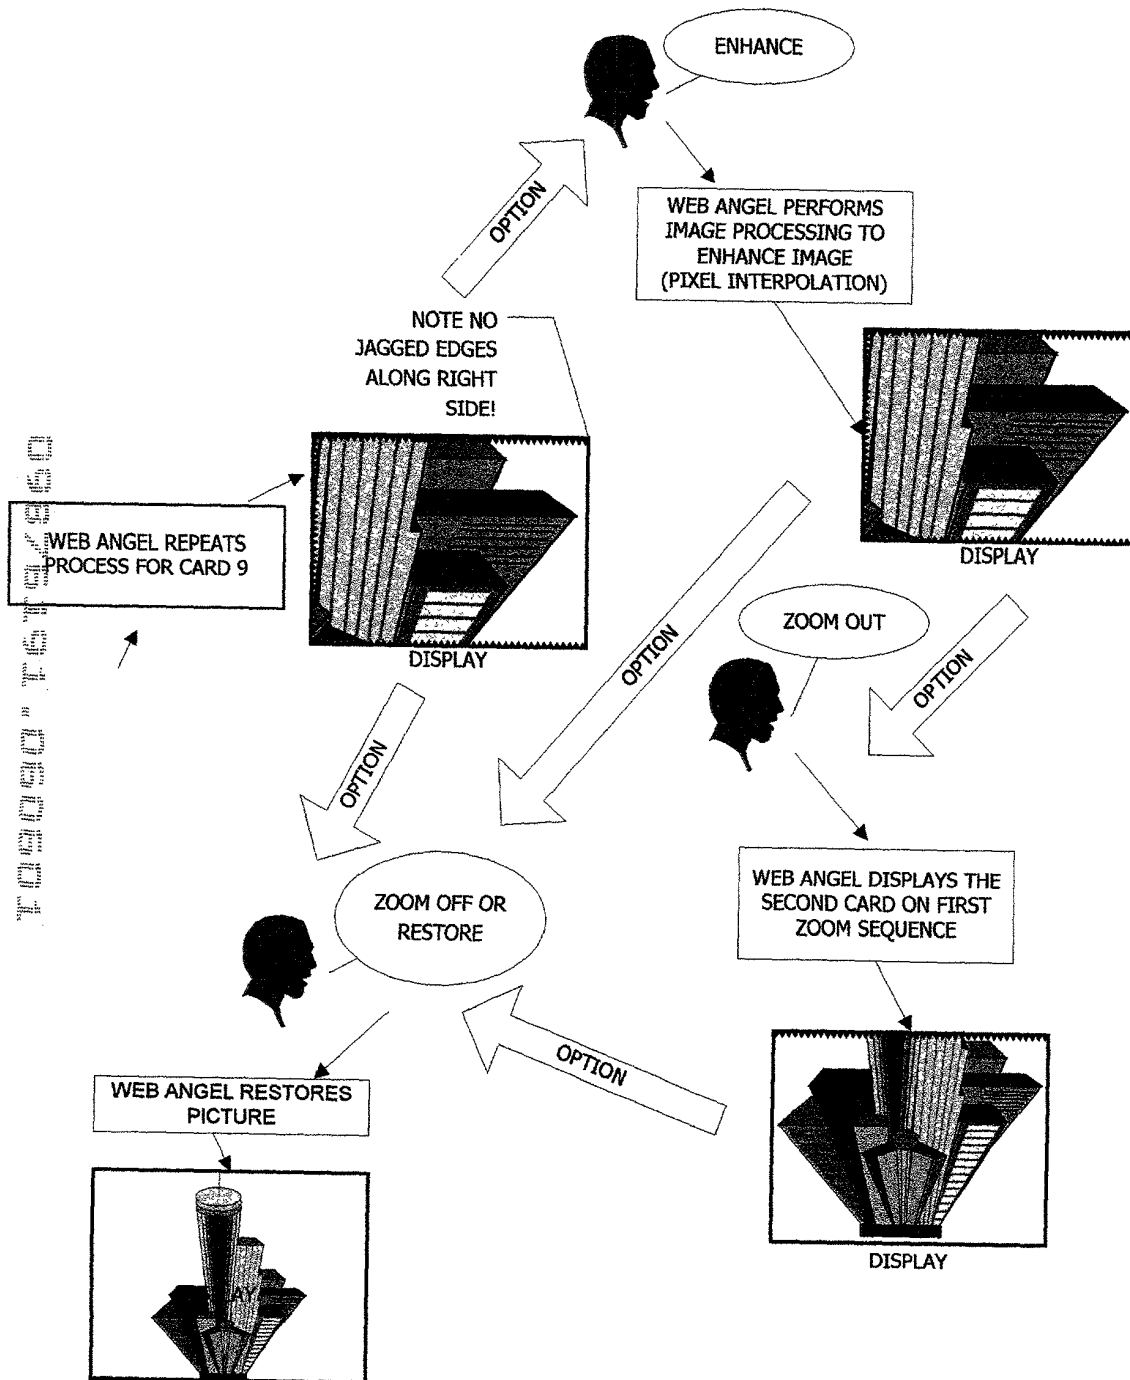 ENHANCE
OPTION
WEB ANGEL PERFORMS
IMAGE PROCESSING TO
ENHANCE IMAGE
(PIXEL INTERPOLATION)
NOTE NO
JAGGED EDGES
ALONG RIGHT
SIDE!
WEB ANGEL REPEATS
PROCESS FOR CARD 9
DISPLAY
DISPLAY
ZOOM OUT
OPTION
OPTION
OPTION
ZOOM OFF OR
RESTORE
WEB ANGEL DISPLAYS THE
SECOND CARD ON FIRST
ZOOM SEQUENCE
OPTION
WEB ANGEL RESTORES
PICTURE
AY
DISPLAY